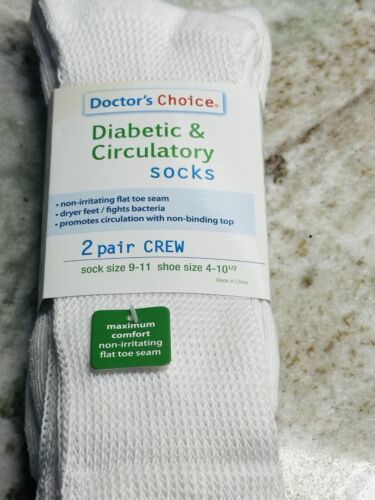 Doctor's Choice®
Diabetic &
Circulatory
socks
• non-irritating flat toe seam
• dryer feet / fights bacteria
• promotes circulation with non-binding top
2 pair CREW
sock size 9-11 shoe size 4-10 1/2
Made in China
maximum
comfort
non-irritating
flat toe seam